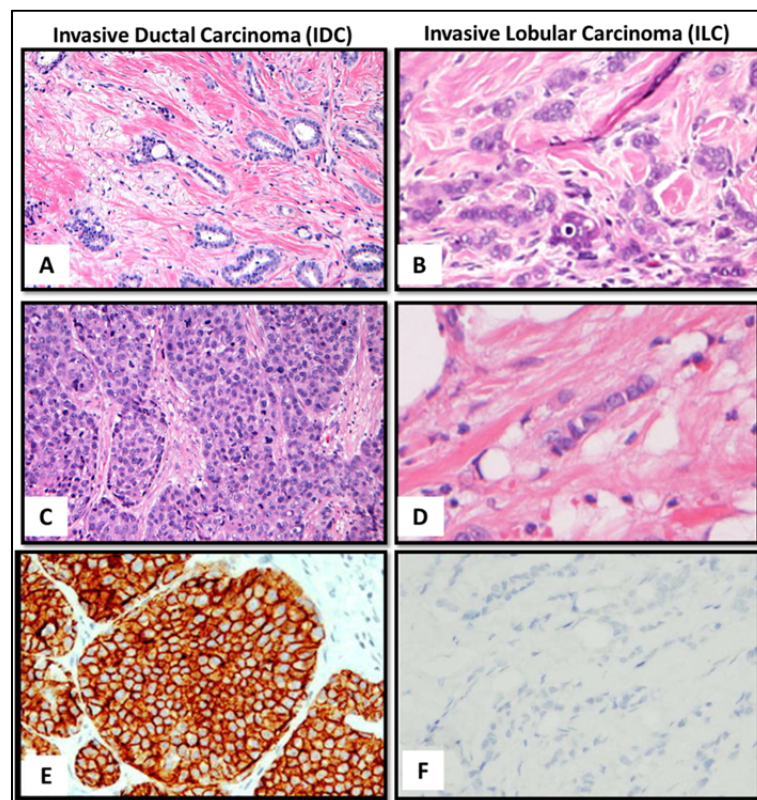 Invasive Ductal Carcinoma (IDC)
Invasive Lobular Carcinoma (ILC)
A
B
C
D
E
F